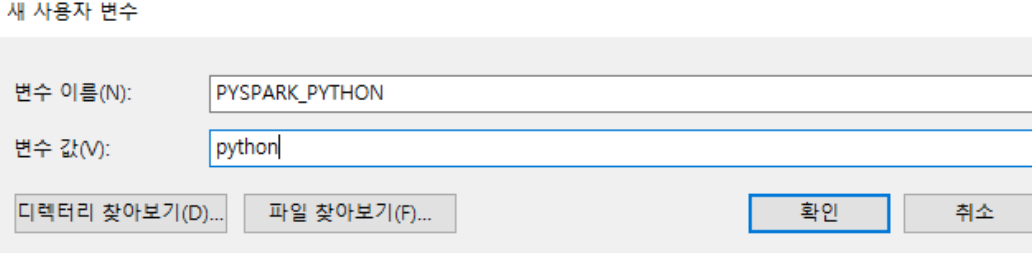 새 사용자 변수
변수 이름(N): PYSPARK_PYTHON
변수 값(V): python
디렉터리 찾아보기(D)... 파일 찾아보기(F)... 확인 취소